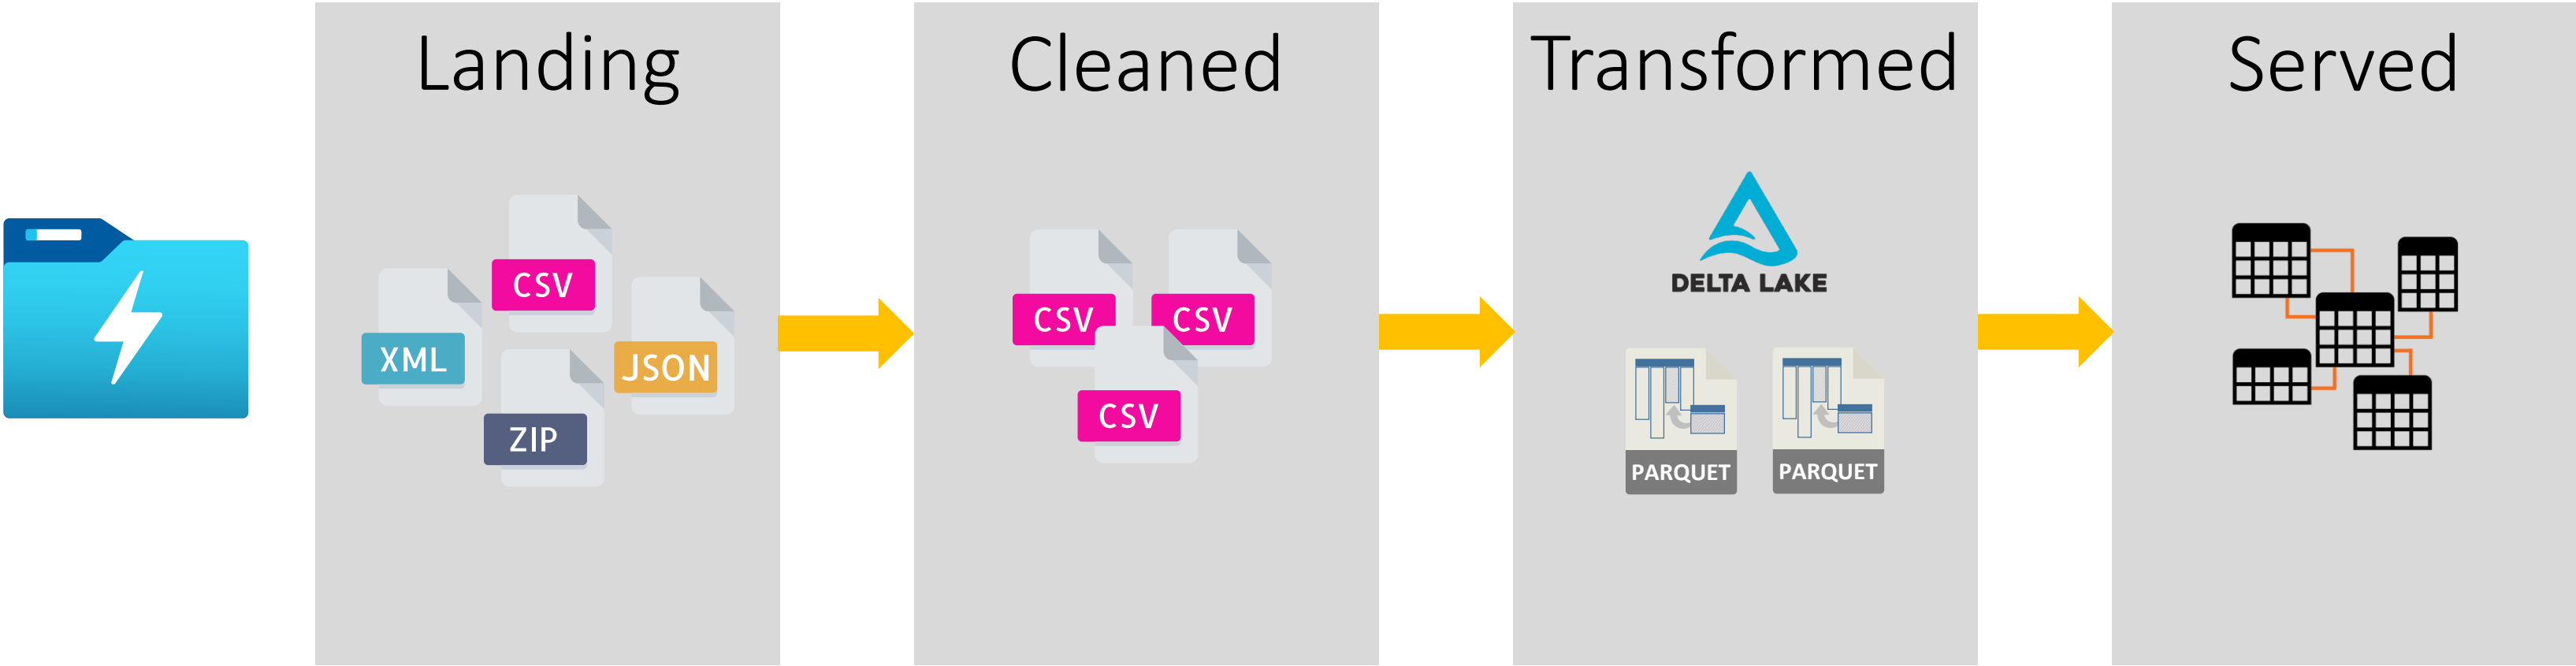 Landing
CSV
XML
JSON
ZIP
Cleaned
CSV
CSV
CSV
Transformed
DELTA LAKE
PARQUET
PARQUET
Served